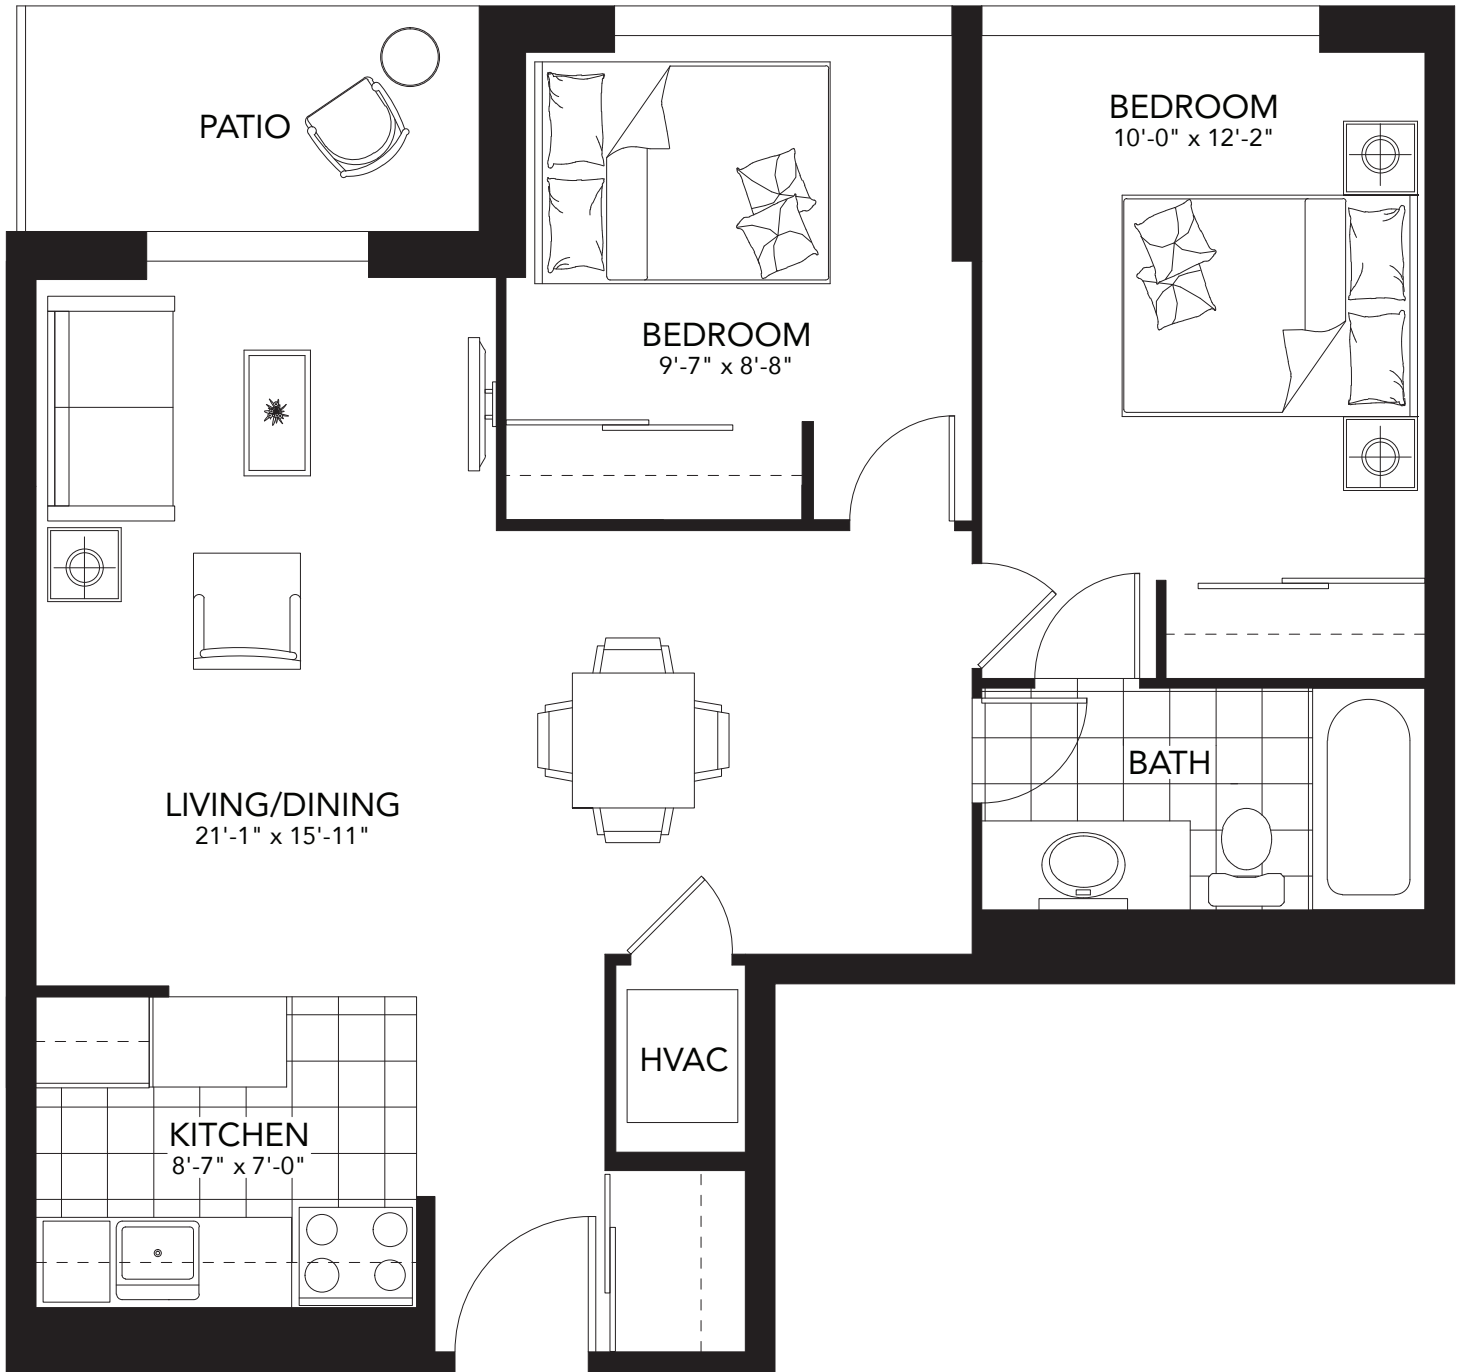 PATIO
BEDROOM
10'-0" x 12'-2"
BEDROOM
9'-7" x 8'-8"
BATH
LIVING/DINING
21'-1" x 15'-11"
HVAC
KITCHEN
8'-7" x 7'-0"